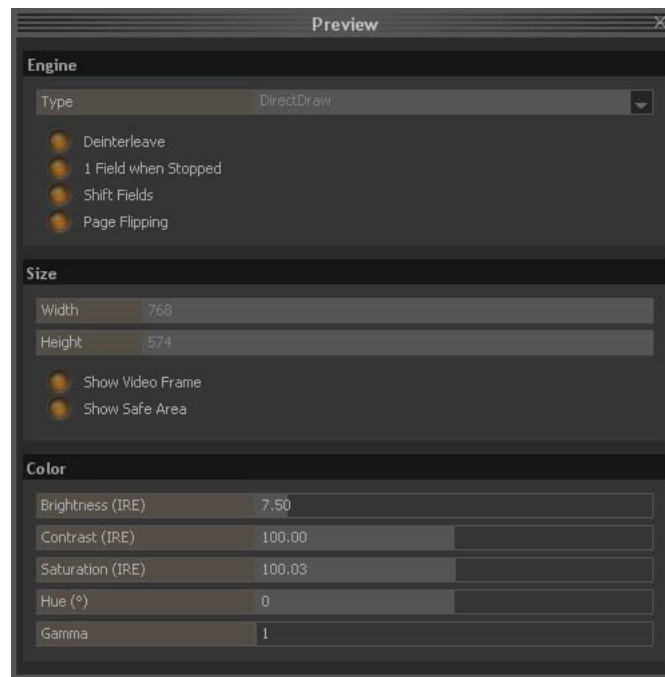 Preview
Engine
Type DirectDraw
Deinterleave
1 Field when Stopped
Shift Fields
Page Flipping
Size
Width 768
Height 574
Show Video Frame
Show Safe Area
Color
Brightness (IRE) 7.50
Contrast (IRE) 100.00
Saturation (IRE) 100.03
Hue (°) 0
Gamma 1